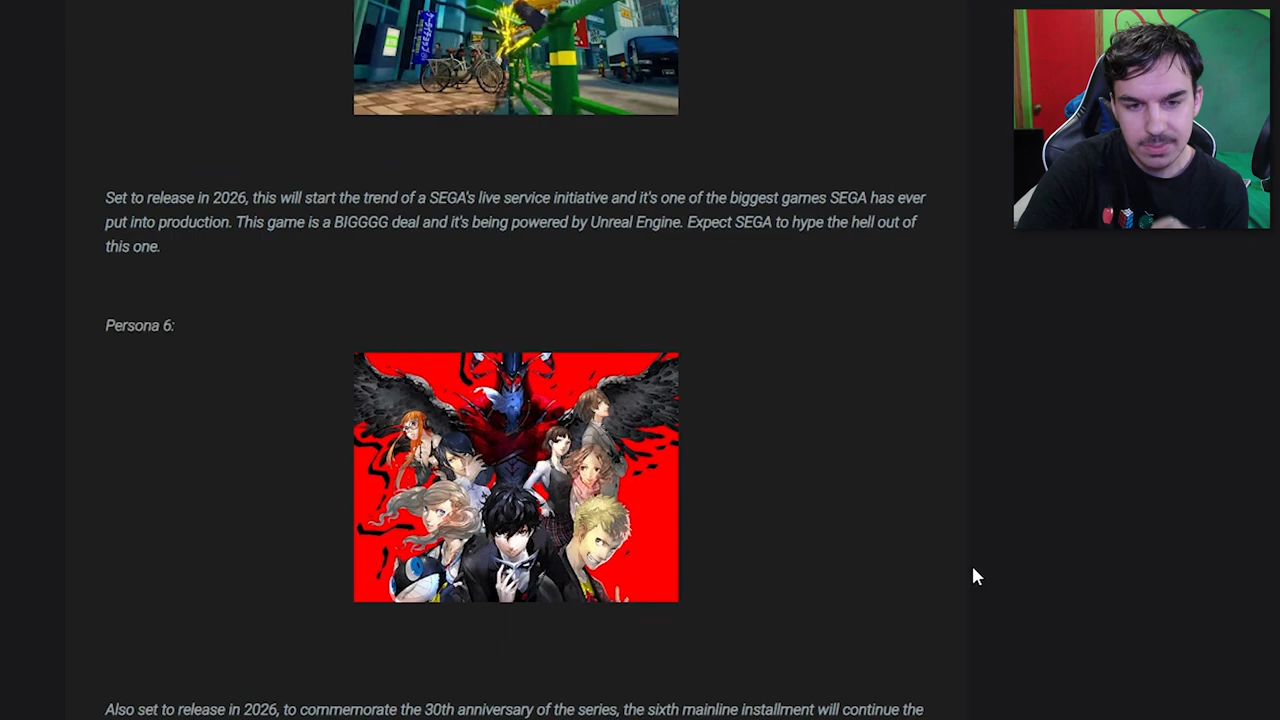 Set to release in 2026, this will start the trend of a SEGA's live service initiative and it's one of the biggest games SEGA has ever
put into production. This game is a BIGGGG deal and it's being powered by Unreal Engine. Expect SEGA to hype the hell out of
this one.
Persona 6:
Also set to release in 2026, to commemorate the 30th anniversary of the series, the sixth mainline installment will continue the